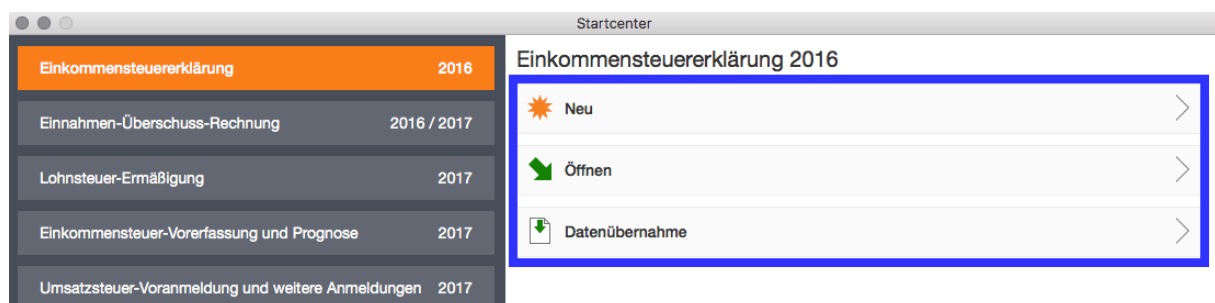 Startcenter
Einkommensteuererklärung 2016
Einnahmen-Überschuss-Rechnung 2016 / 2017
Lohnsteuer-Ermäßigung 2017
Einkommensteuer-Vorerfassung und Prognose 2017
Umsatzsteuer-Voranmeldung und weitere Anmeldungen 2017
Einkommensteuererklärung 2016
Neu
Öffnen
Datenübernahme